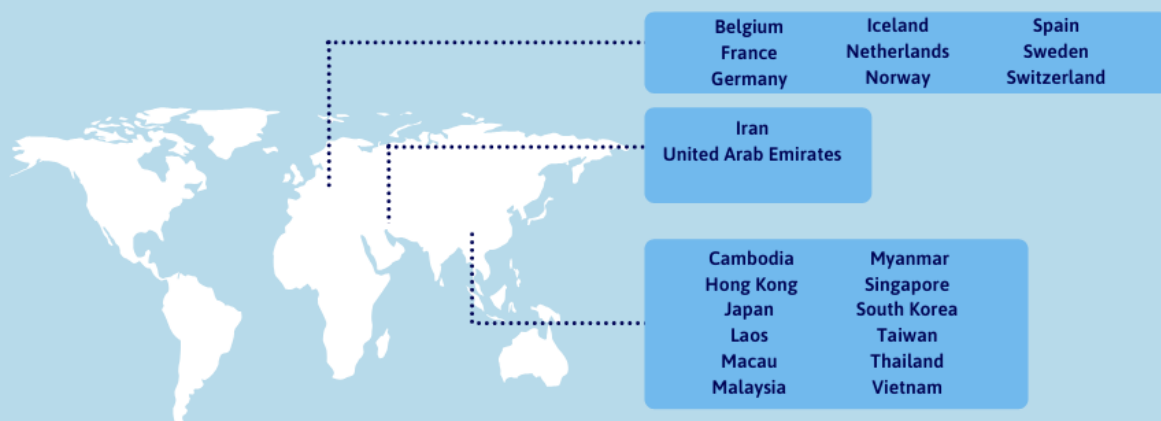 Belgium
France
Germany
Iceland
Netherlands
Norway
Spain
Sweden
Switzerland
Iran
United Arab Emirates
Cambodia
Hong Kong
Japan
Laos
Macau
Malaysia
Myanmar
Singapore
South Korea
Taiwan
Thailand
Vietnam